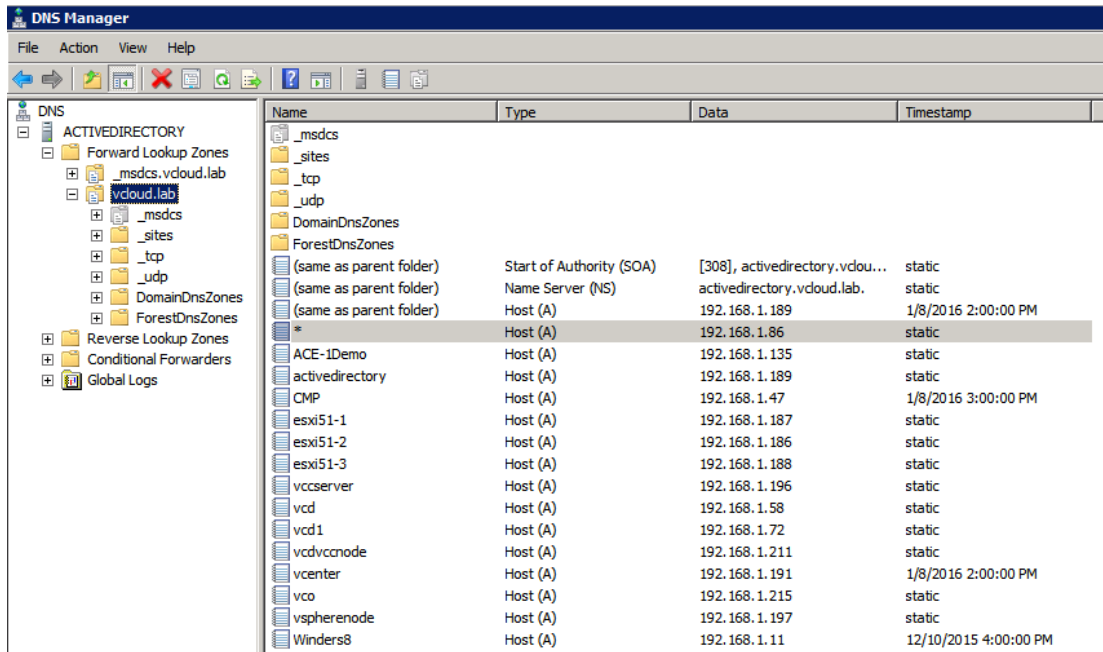 DNS Manager
File Action View Help
DNS
ACTIVEDIRECTORY
Forward Lookup Zones
_msdcs.vcloud.lab
vcloud.lab
_msdcs
_sites
_tcp
_udp
DomainDnsZones
ForestDnsZones
Reverse Lookup Zones
Conditional Forwarders
Global Logs
Name Type Data Timestamp
_msdcs
_sites
_tcp
_udp
DomainDnsZones
ForestDnsZones
(same as parent folder) Start of Authority (SOA) [308], activedirectory.vclou... static
(same as parent folder) Name Server (NS) activedirectory.vcloud.lab. static
(same as parent folder) Host (A) 192.168.1.189 1/8/2016 2:00:00 PM
* Host (A) 192.168.1.86 static
ACE-1Demo Host (A) 192.168.1.135 static
activedirectory Host (A) 192.168.1.189 static
CMP Host (A) 192.168.1.47 1/8/2016 3:00:00 PM
esxi51-1 Host (A) 192.168.1.187 static
esxi51-2 Host (A) 192.168.1.186 static
esxi51-3 Host (A) 192.168.1.188 static
vccserver Host (A) 192.168.1.196 static
vcd Host (A) 192.168.1.58 static
vcd1 Host (A) 192.168.1.72 static
vcdvccnode Host (A) 192.168.1.211 static
vcenter Host (A) 192.168.1.191 1/8/2016 2:00:00 PM
vco Host (A) 192.168.1.215 static
vspherenode Host (A) 192.168.1.197 static
Winders8 Host (A) 192.168.1.11 12/10/2015 4:00:00 PM